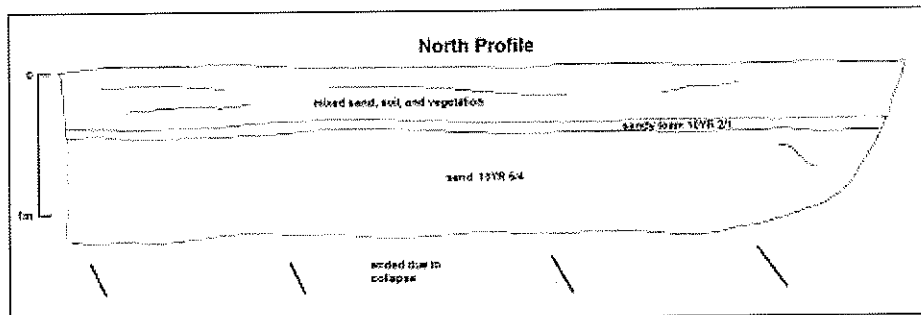 North Profile
0
mixed sand, soil, and vegetation
sandy loam 10YR 2/1
sand 10YR 6/4
1m
ended due to
collapse